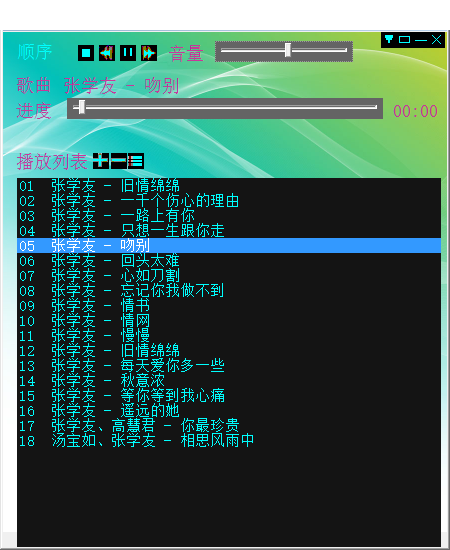 顺序 音量
歌曲 张学友 - 吻别
进度 00:00
播放列表
01 张学友 - 旧情绵绵
02 张学友 - 一千个伤心的理由
03 张学友 - 一路上有你
04 张学友 - 只想一生跟你走
05 张学友 - 吻别
06 张学友 - 回头太难
07 张学友 - 心如刀割
08 张学友 - 忘记你我做不到
09 张学友 - 情书
10 张学友 - 情网
11 张学友 - 慢慢
12 张学友 - 旧情绵绵
13 张学友 - 每天爱你多一些
14 张学友 - 秋意浓
15 张学友 - 等你等到我心痛
16 张学友 - 遥远的她
17 张学友、高慧君 - 你最珍贵
18 汤宝如、张学友 - 相思风雨中